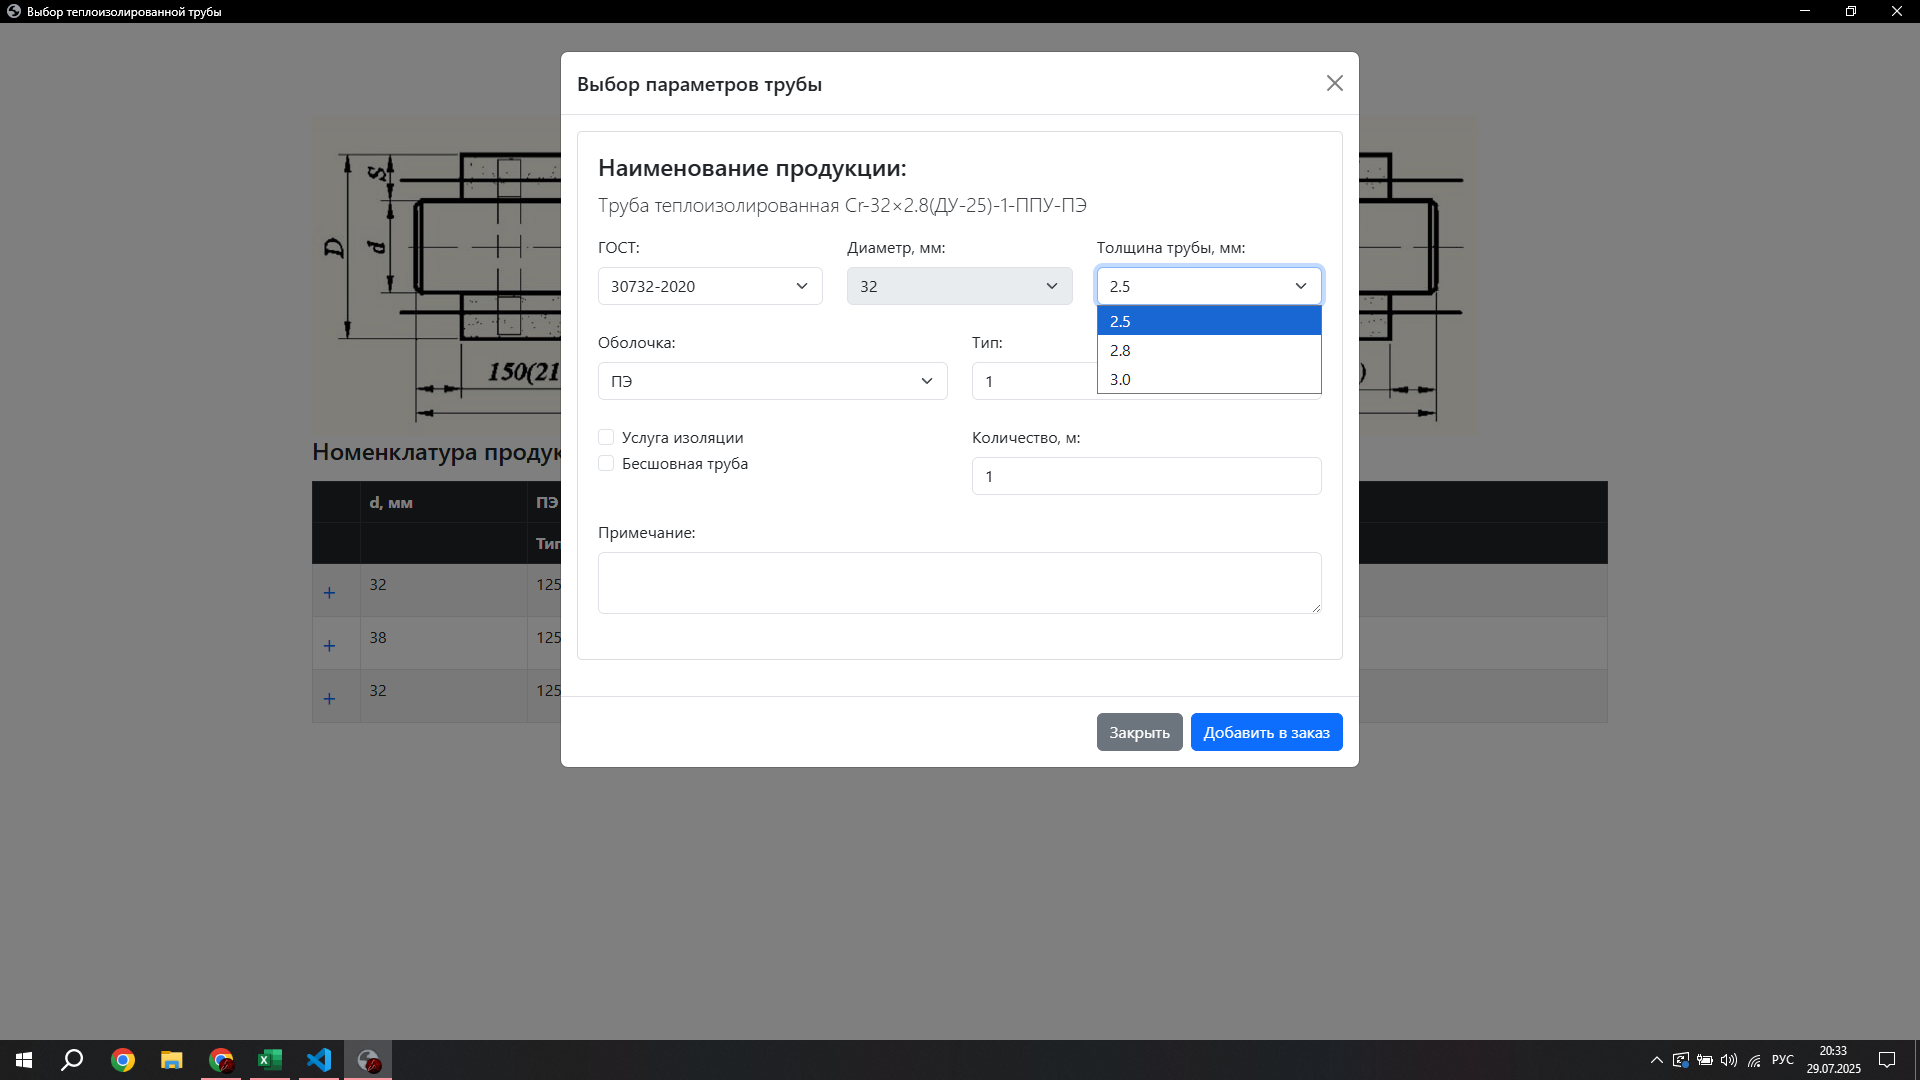 Выбор теплоизолированной трубы
Выбор параметров трубы
Наименование продукции:
Труба теплоизолированная Cr-32×2.8(ДУ-25)-1-ППУ-ПЭ
ГОСТ:
Диаметр, мм:
Толщина трубы, мм:
30732-2020
32
2.5
2.5
2.8
3.0
Оболочка:
Тип:
ПЭ
1
Услуга изоляции
Бесшовная труба
Количество, м:
1
Примечание:
Закрыть
Добавить в заказ
D
d
S
150(21
)
Номенклатура продук
d, мм
ПЭ
Тип
+ 32 125
+ 38 125
+ 32 125
РУС
20:33
29.07.2025